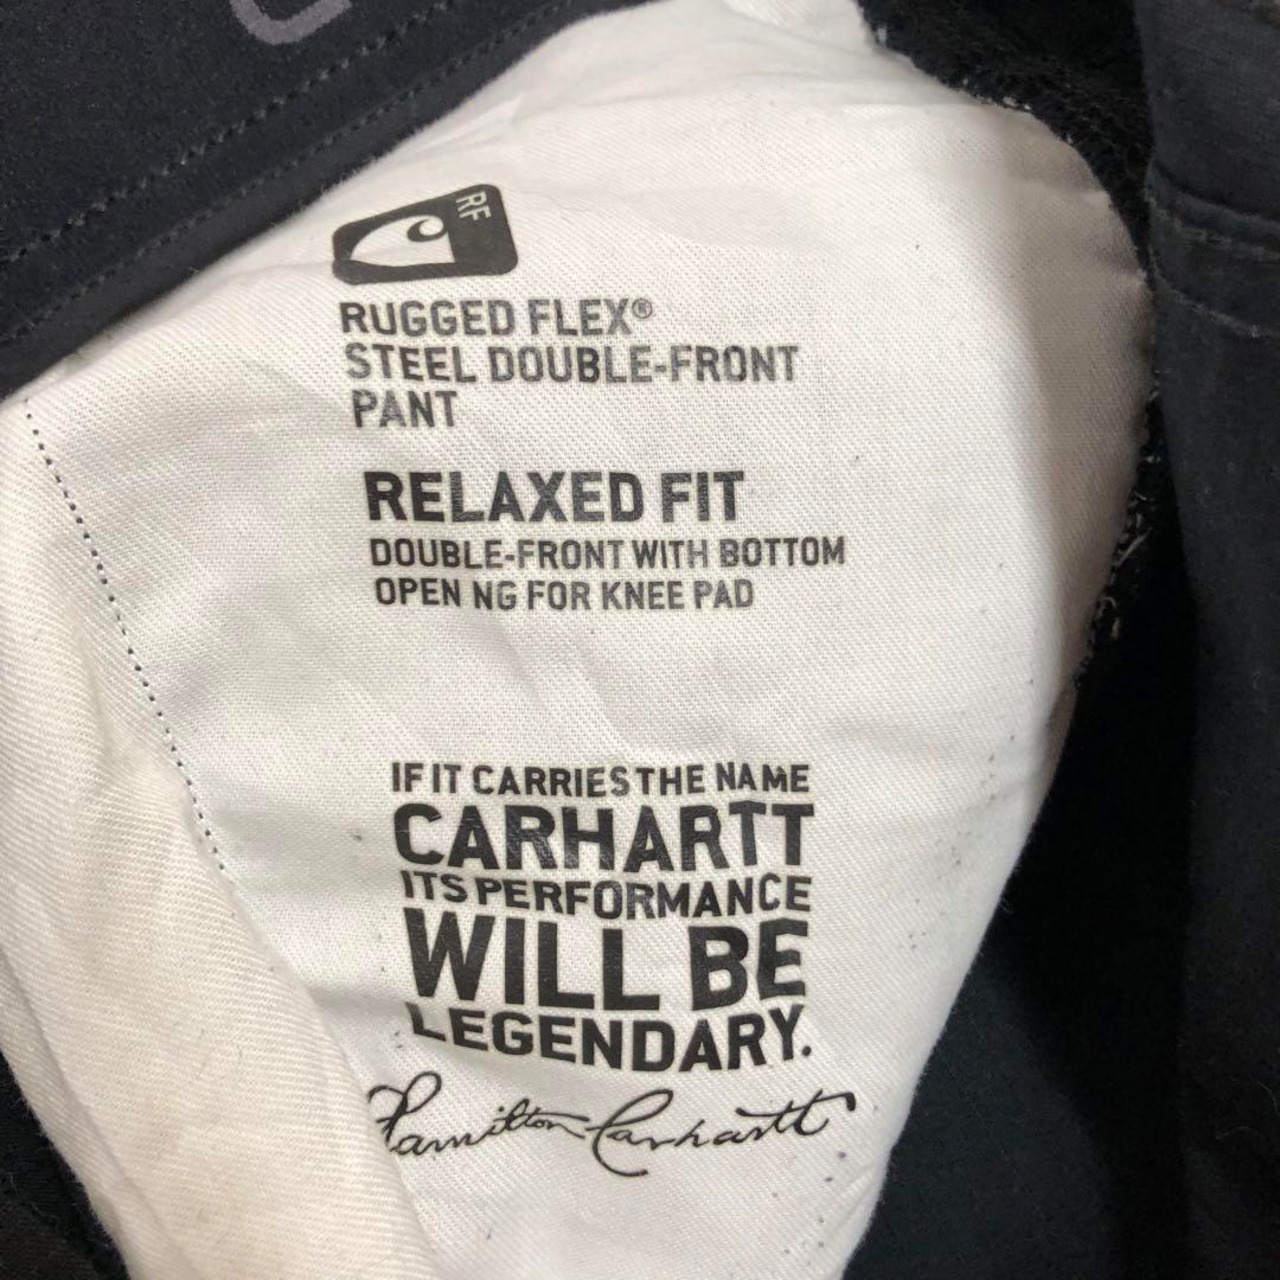 RF
RUGGED FLEX®
STEEL DOUBLE-FRONT
PANT
RELAXED FIT
DOUBLE-FRONT WITH BOTTOM
OPEN NG FOR KNEE PAD
IF IT CARRIES THE NAME
CARHARTT
ITS PERFORMANCE
WILL BE
LEGENDARY.
Hamilton Carhartt